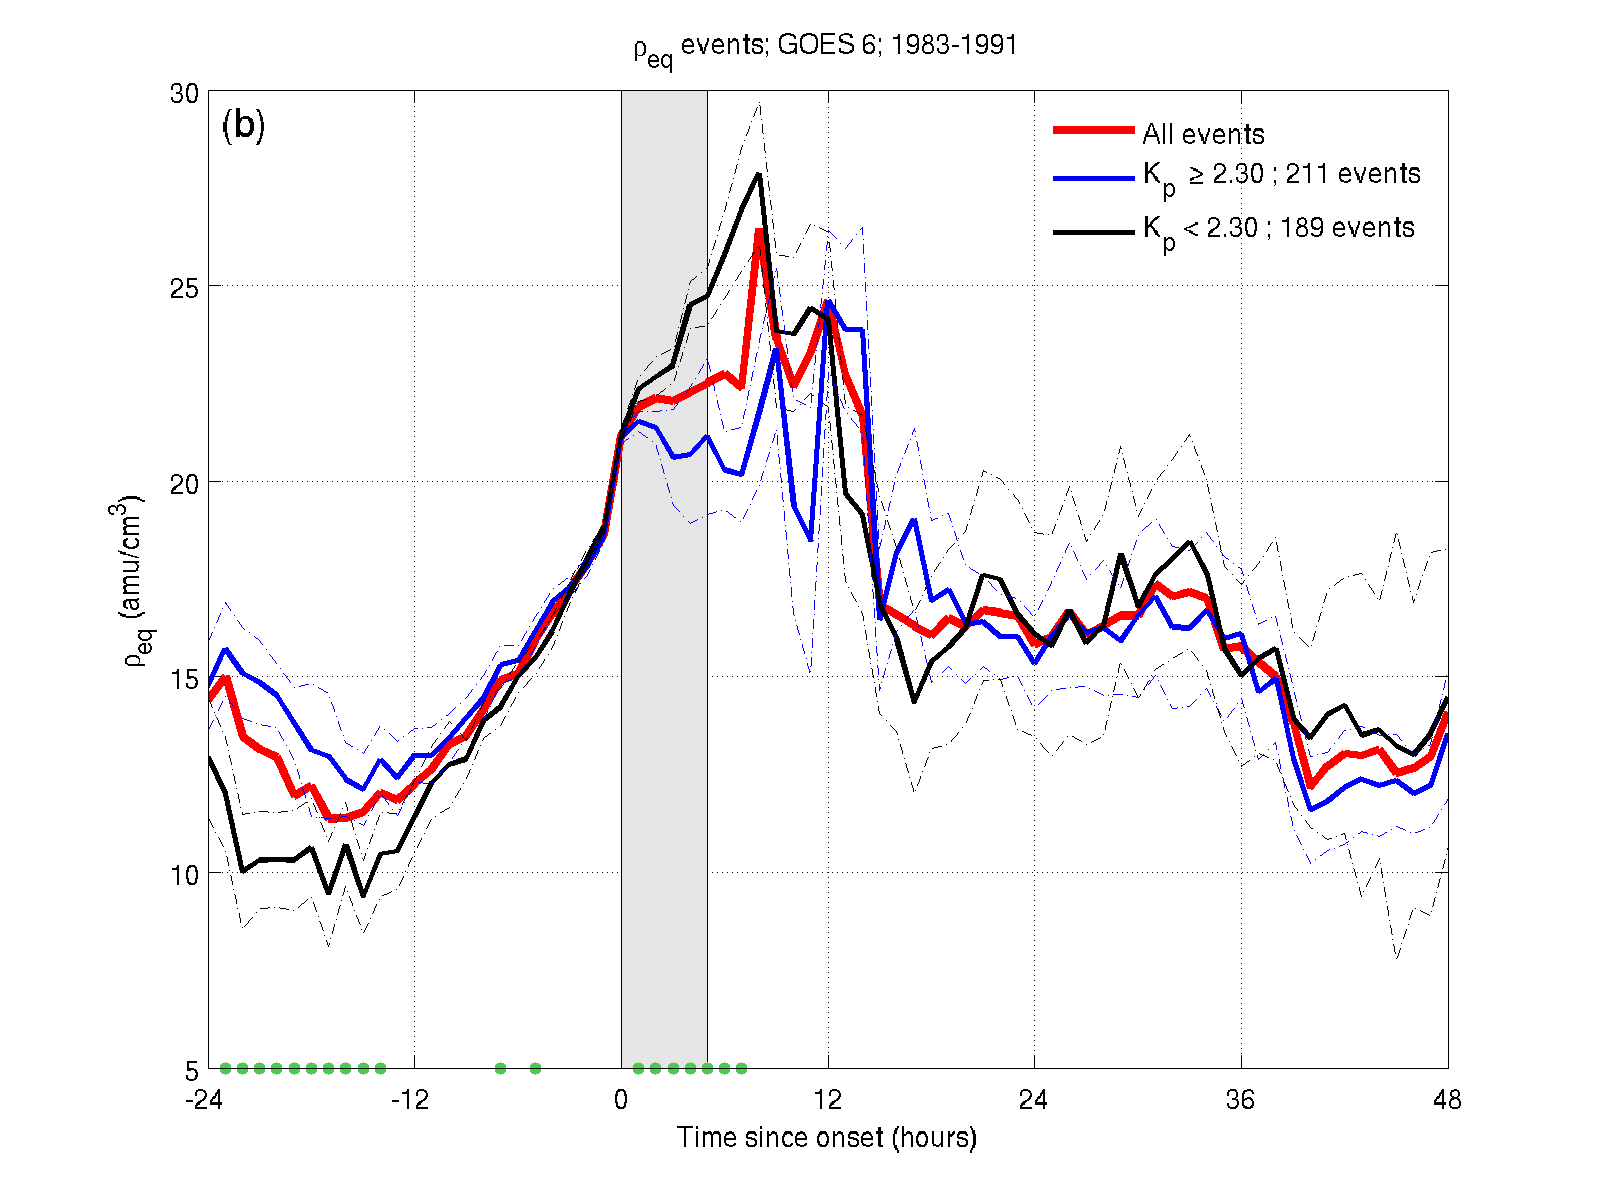 ρeq events; GOES 6; 1983-1991
(b)
All events
Kp ≥ 2.30 ; 211 events
Kp < 2.30 ; 189 events
30
25
20
15
10
5
ρeq (amu/cm3)
-24 -12 0 12 24 36 48
Time since onset (hours)